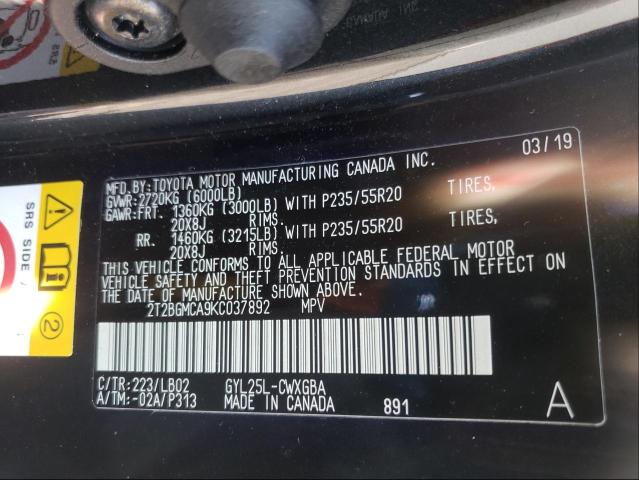 03/19
MFD.BY:TOYOTA MOTOR MANUFACTURING CANADA INC.
GVWR:2720KG (6000LB)
GAWR:FRT. 1360KG (3000LB) WITH P235/55R20 TIRES,
20X8J RIMS.
RR. 1460KG (3215LB) WITH P235/55R20 TIRES,
20X8J RIMS.
THIS VEHICLE CONFORMS TO ALL APPLICABLE FEDERAL MOTOR
VEHICLE SAFETY AND THEFT PREVENTION STANDARDS IN EFFECT ON
THE DATE OF MANUFACTURE SHOWN ABOVE.
2T2BGMCA9KC037892 MPV
C/TR:223/LB02 GYL25L-CWXGBA
A/TM:-02A/P313 MADE IN CANADA 891 A
SRS SIDE /
2